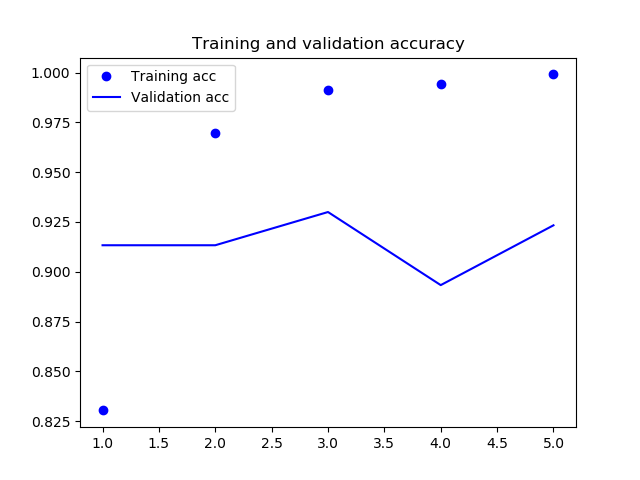 Training and validation accuracy
Training acc
Validation acc
1.000
0.975
0.950
0.925
0.900
0.875
0.850
0.825
1.0 1.5 2.0 2.5 3.0 3.5 4.0 4.5 5.0